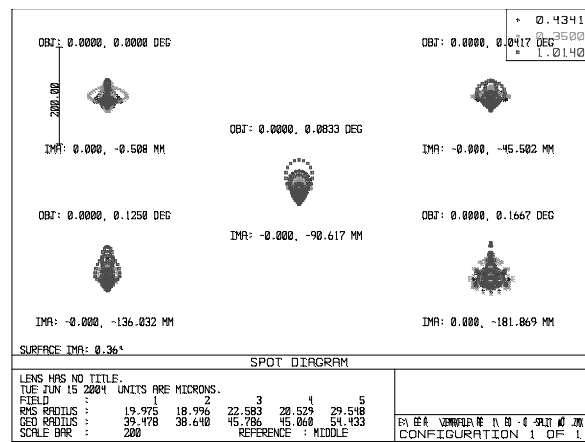 + 0.4341
× 0.3500
▪ 1.0140
OBJ: 0.0000, 0.0000 DEG
OBJ: 0.0000, 0.0417 DEG
200.00
IMA: 0.000, -0.508 MM
IMA: -0.000, -45.502 MM
OBJ: 0.0000, 0.0833 DEG
IMA: -0.000, -90.617 MM
OBJ: 0.0000, 0.1250 DEG
OBJ: 0.0000, 0.1667 DEG
IMA: -0.000, -136.032 MM
IMA: 0.000, -181.869 MM
SURFACE IMA: 0.36"
SPOT DIAGRAM
LENS HAS NO TITLE.
TUE JUN 15 2004 UNITS ARE MICRONS.
FIELD : 1 2 3 4 5
RMS RADIUS : 19.975 18.996 22.583 20.529 29.548
GEO RADIUS : 39.478 38.640 45.786 45.060 54.433
SCALE BAR : 200 REFERENCE : MIDDLE
CONFIGURATION 1 OF 1